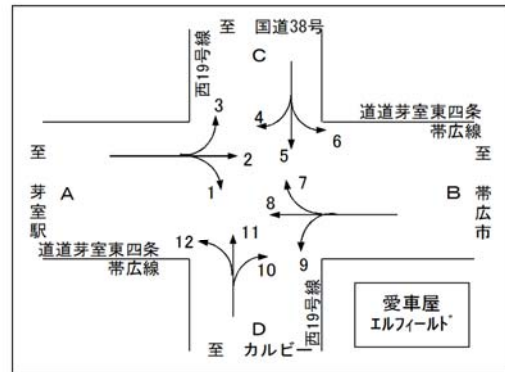 至 国道38号
西19号線
C
3
4
5
6
道道芽室東四条
帯広線
至
芽室駅
A
2
1
7
8
B
至
帯広市
12
11
10
9
道道芽室東四条
帯広線
西19号線
D
至 カルビー
愛車屋
エルフィールド